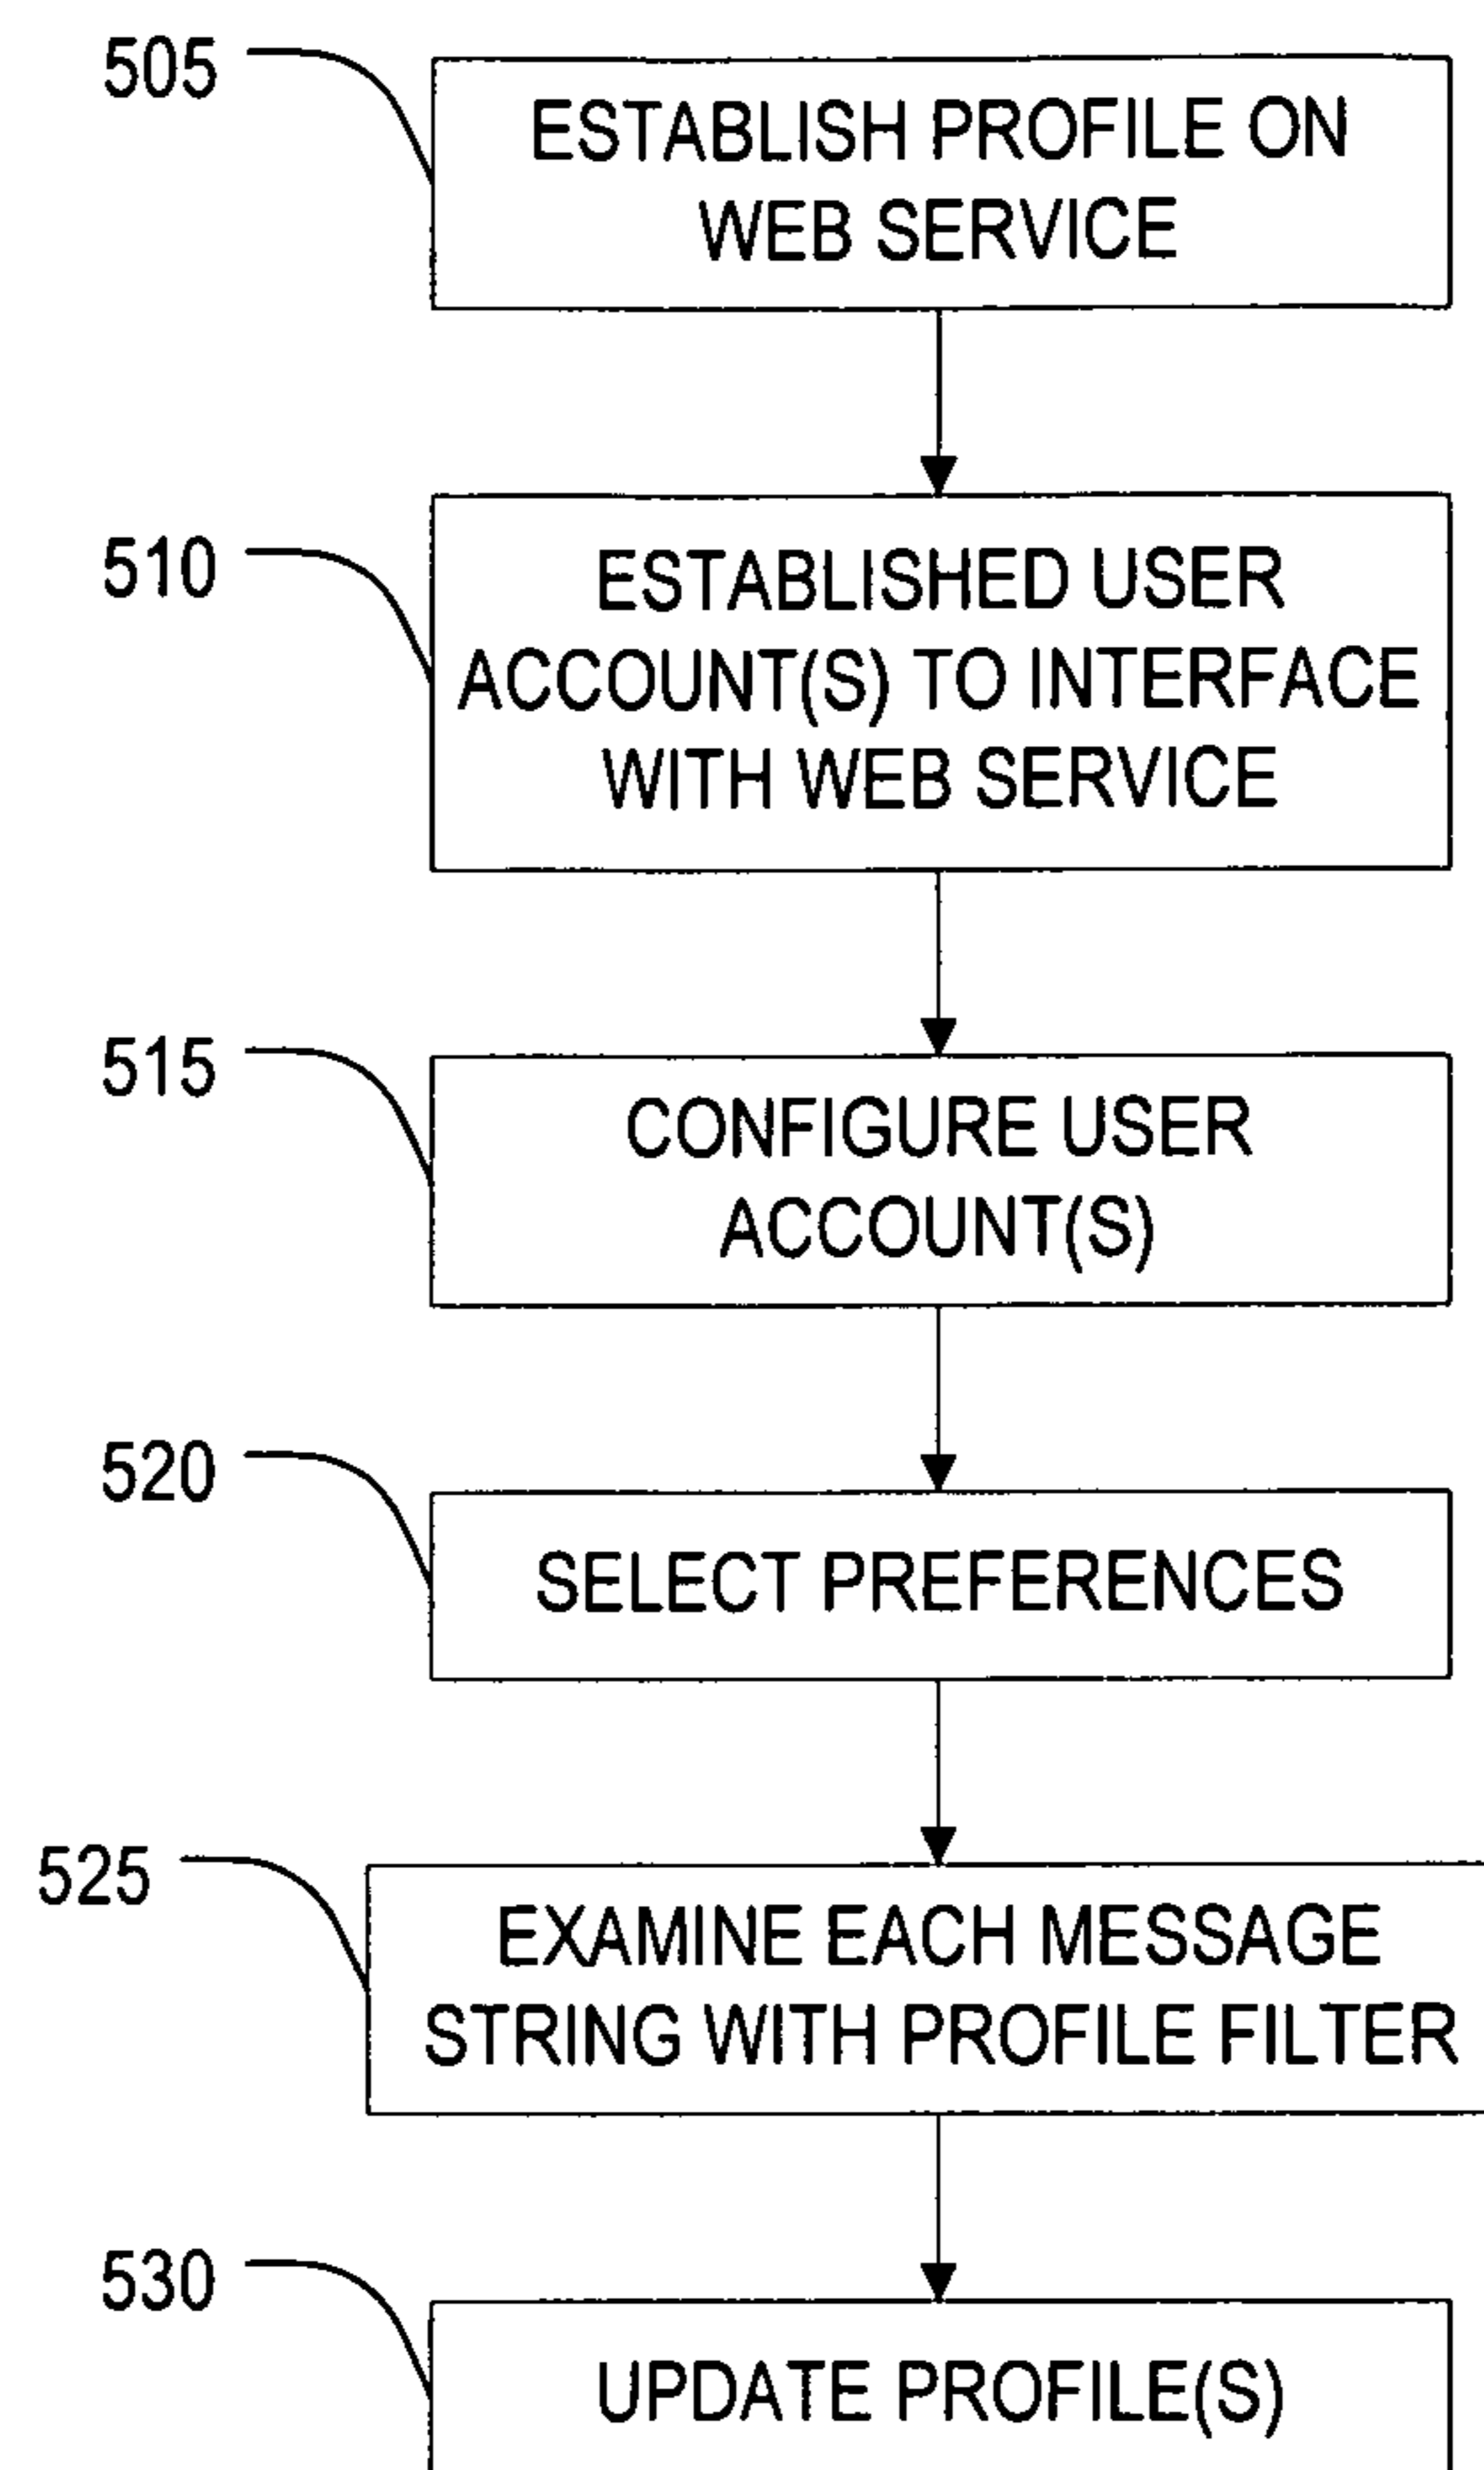 505
ESTABLISH PROFILE ON
WEB SERVICE
510
ESTABLISHED USER
ACCOUNT(S) TO INTERFACE
WITH WEB SERVICE
515
CONFIGURE USER
ACCOUNT(S)
520
SELECT PREFERENCES
525
EXAMINE EACH MESSAGE
STRING WITH PROFILE FILTER
530
UPDATE PROFILE(S)